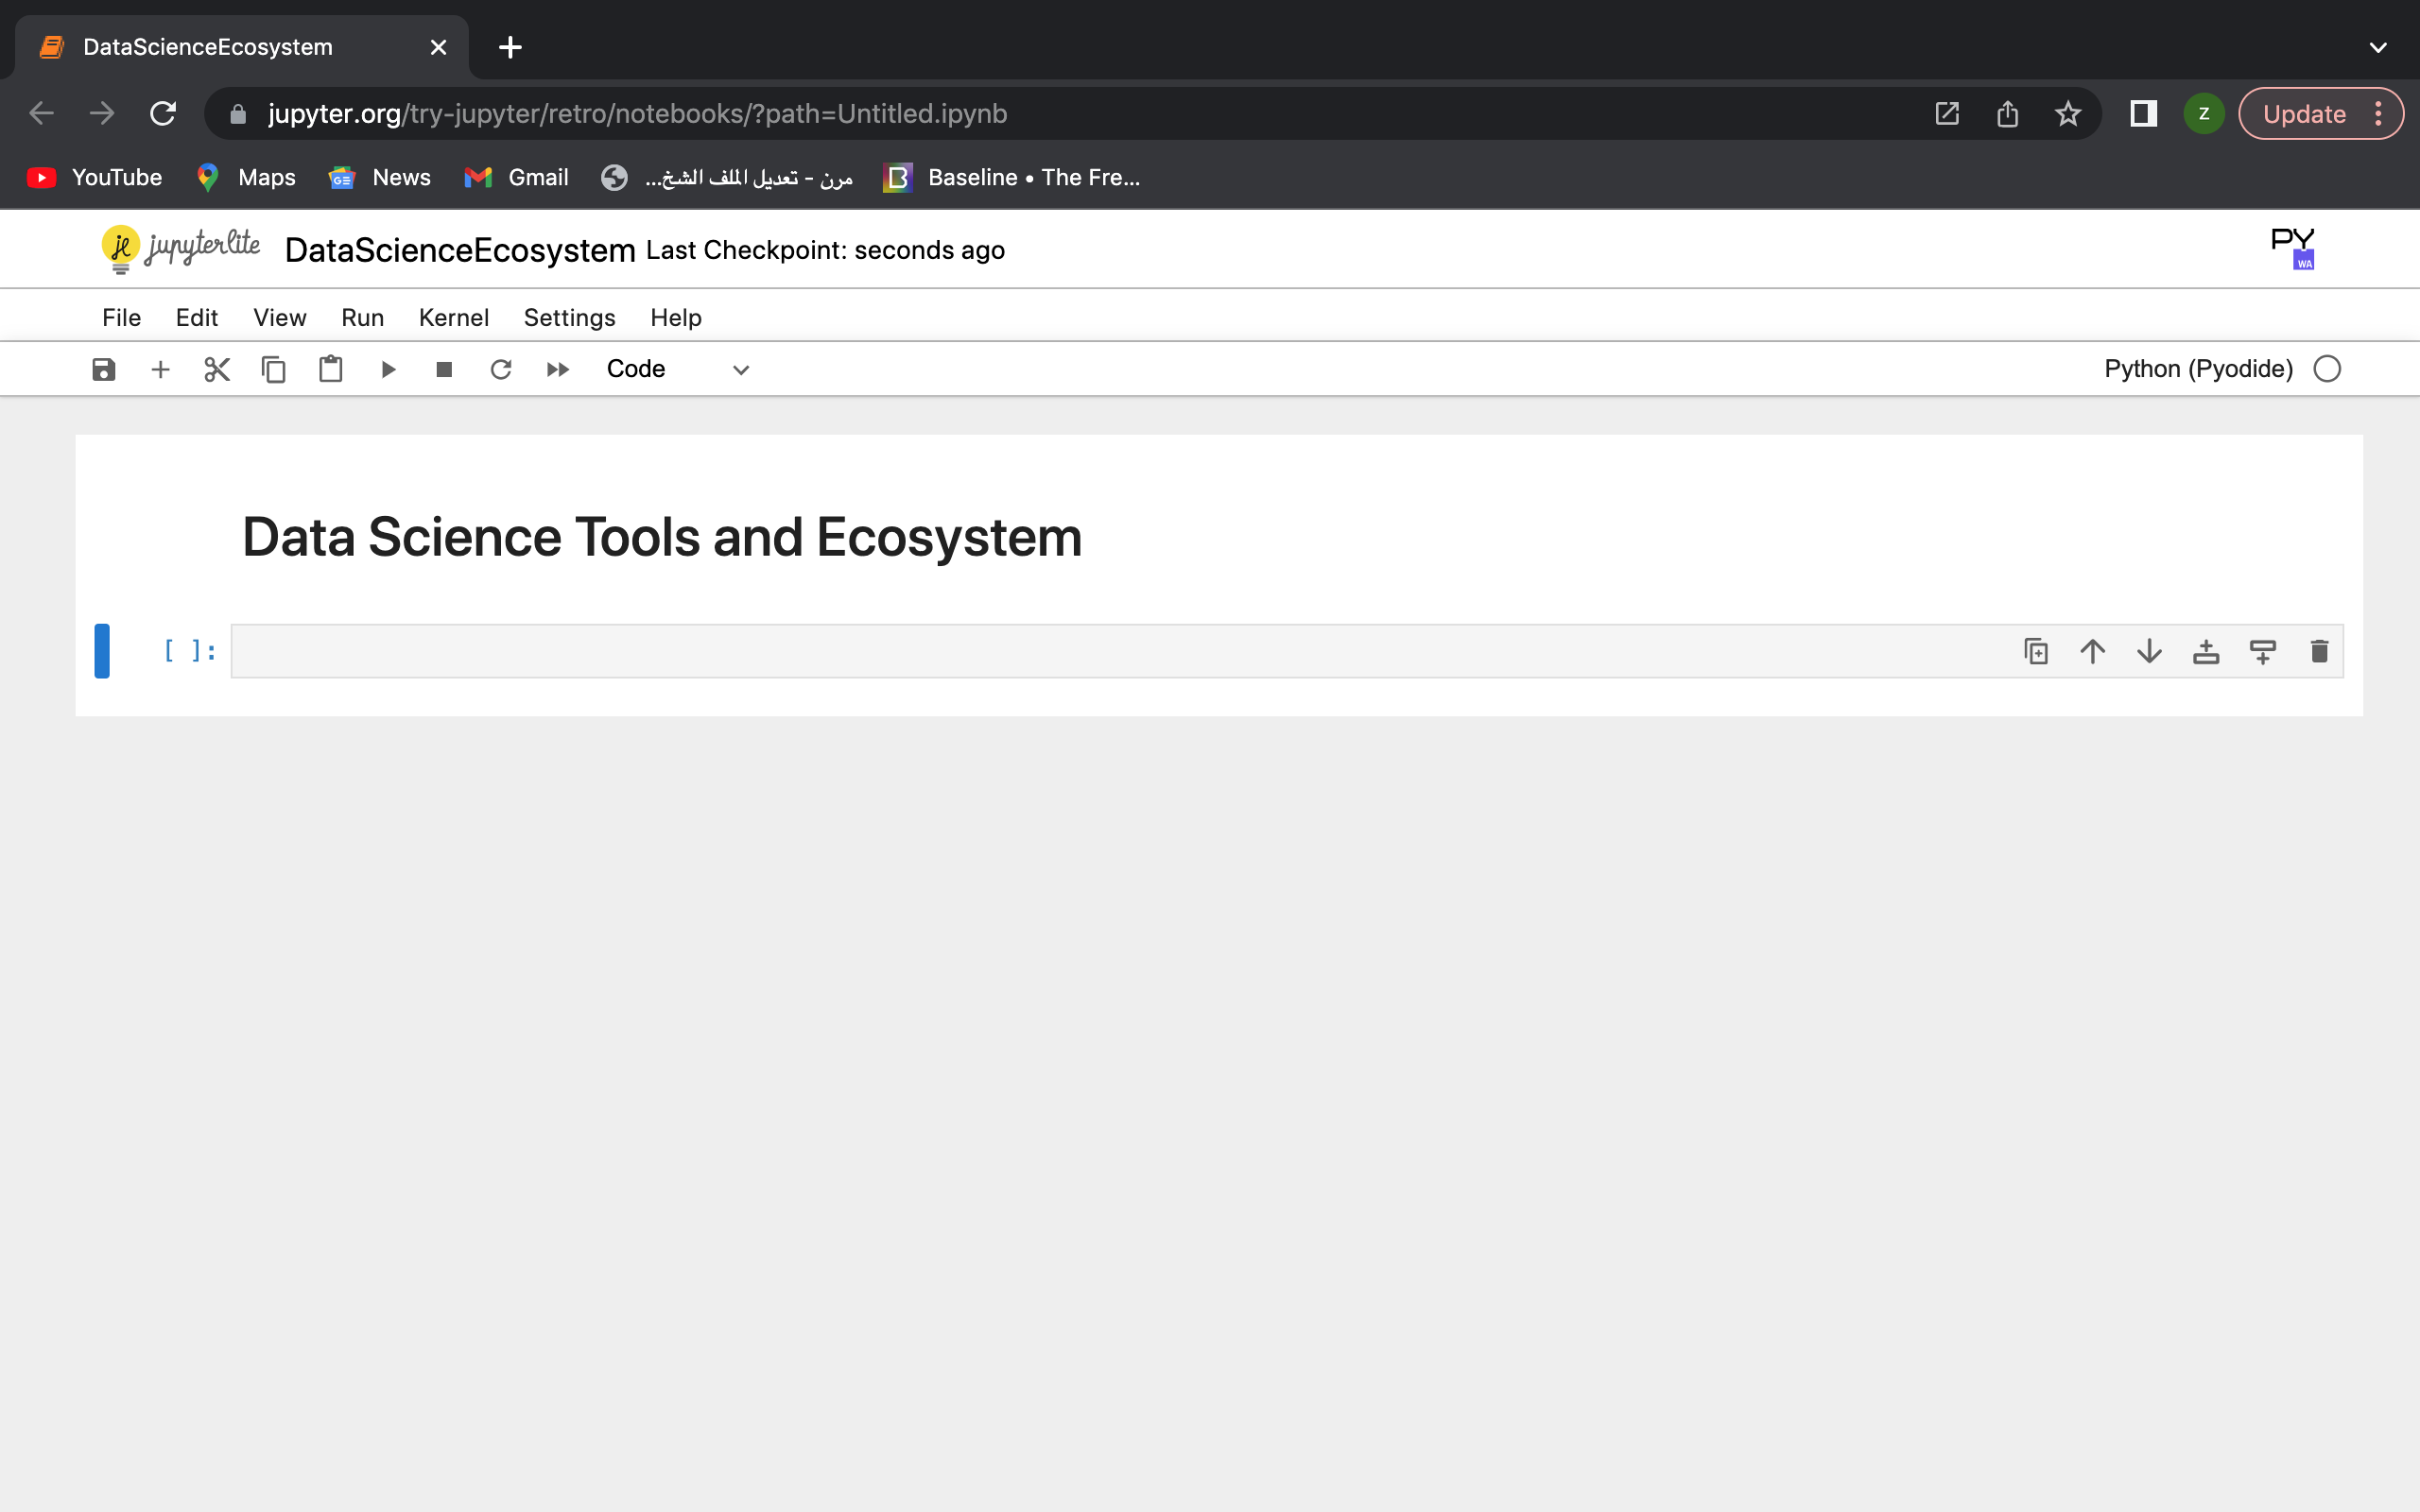 DataScienceEcosystem
jupyter.org/try-jupyter/retro/notebooks/?path=Untitled.ipynb
Z
Update
YouTube
Maps
News
Gmail
مرن - تعديل الملف الشخ...
Baseline • The Fre...
jupyterlite
DataScienceEcosystem Last Checkpoint: seconds ago
PY
WA
File Edit View Run Kernel Settings Help
Code
Python (Pyodide)
Data Science Tools and Ecosystem
[ ]: